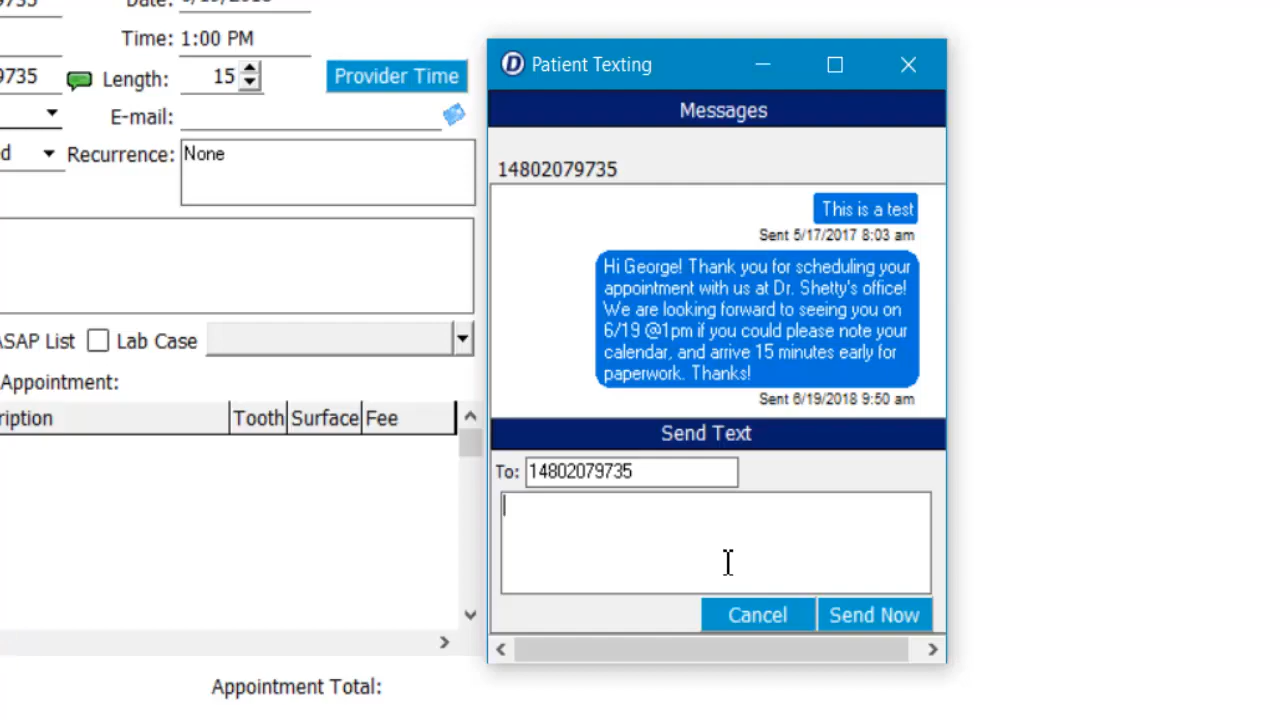 Date:
Time: 1:00 PM
9735 Length: 15 Provider Time
E-mail:
d Recurrence: None
ASAP List Lab Case
Appointment:
ription Tooth Surface Fee
Appointment Total:
D Patient Texting
Messages
14802079735
This is a test
Sent 5/17/2017 8:03 am
Hi George! Thank you for scheduling your
appointment with us at Dr. Shetty's office!
We are looking forward to seeing you on
6/19 @1pm if you could please note your
calendar, and arrive 15 minutes early for
paperwork. Thanks!
Sent 6/19/2018 9:50 am
Send Text
To: 14802079735
Cancel Send Now